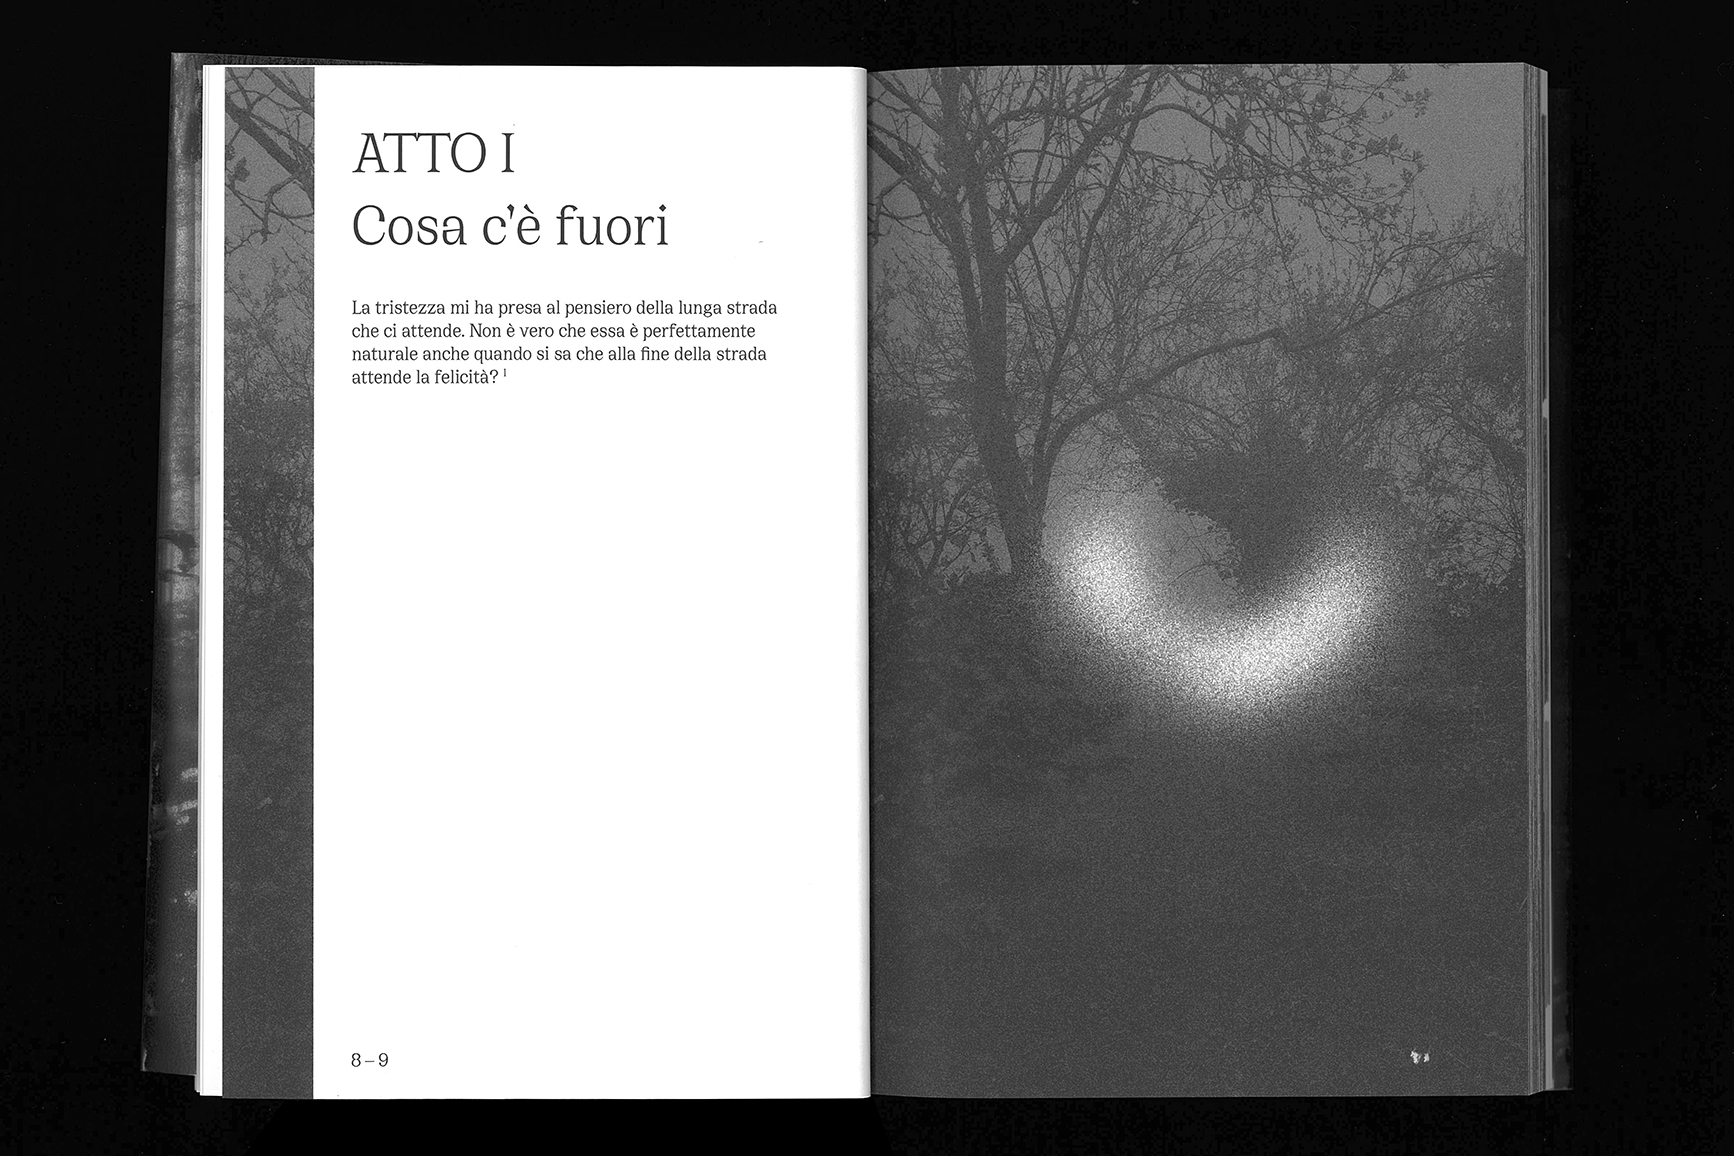 ATTO I
Cosa c'è fuori
La tristezza mi ha presa al pensiero della lunga strada
che ci attende. Non è vero che essa è perfettamente
naturale anche quando si sa che alla fine della strada
attende la felicità? 1
8 – 9